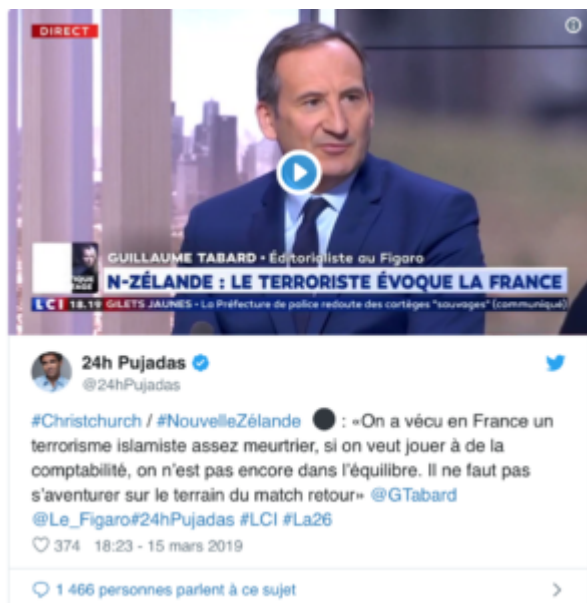 DIRECT
GUILLAUME TABARD • Éditorialiste au Figaro
N-ZÉLANDE : LE TERRORISTE ÉVOQUE LA FRANCE
LCI 18.19 GILETS JAUNES • La Préfecture de police redoute des cortèges "sauvages" (communiqué)
24h Pujadas
@24hPujadas
#Christchurch / #NouvelleZélande ⚫ : «On a vécu en France un
terrorisme islamiste assez meurtrier, si on veut jouer à de la
comptabilité, on n'est pas encore dans l'équilibre. Il ne faut pas
s'aventurer sur le terrain du match retour» @GTabard
@Le_Figaro#24hPujadas #LCI #La26
374 18:23 - 15 mars 2019
1 466 personnes parlent à ce sujet